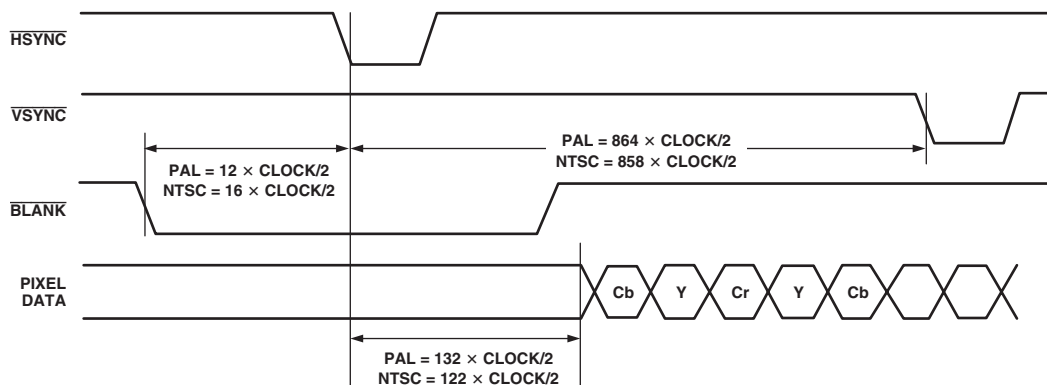 HSYNC
VSYNC
PAL = 12 × CLOCK/2
NTSC = 16 × CLOCK/2
PAL = 864 × CLOCK/2
NTSC = 858 × CLOCK/2
BLANK
PIXEL
DATA
Cb Y Cr Y Cb
PAL = 132 × CLOCK/2
NTSC = 122 × CLOCK/2